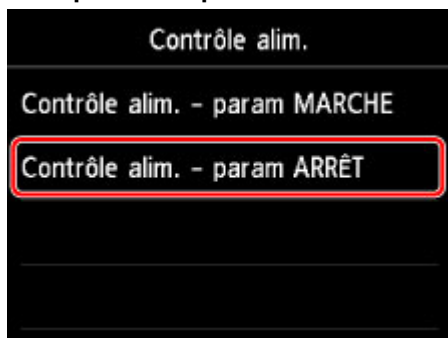 Contrôle alim.
Contrôle alim. - param MARCHE
Contrôle alim. - param ARRÊT